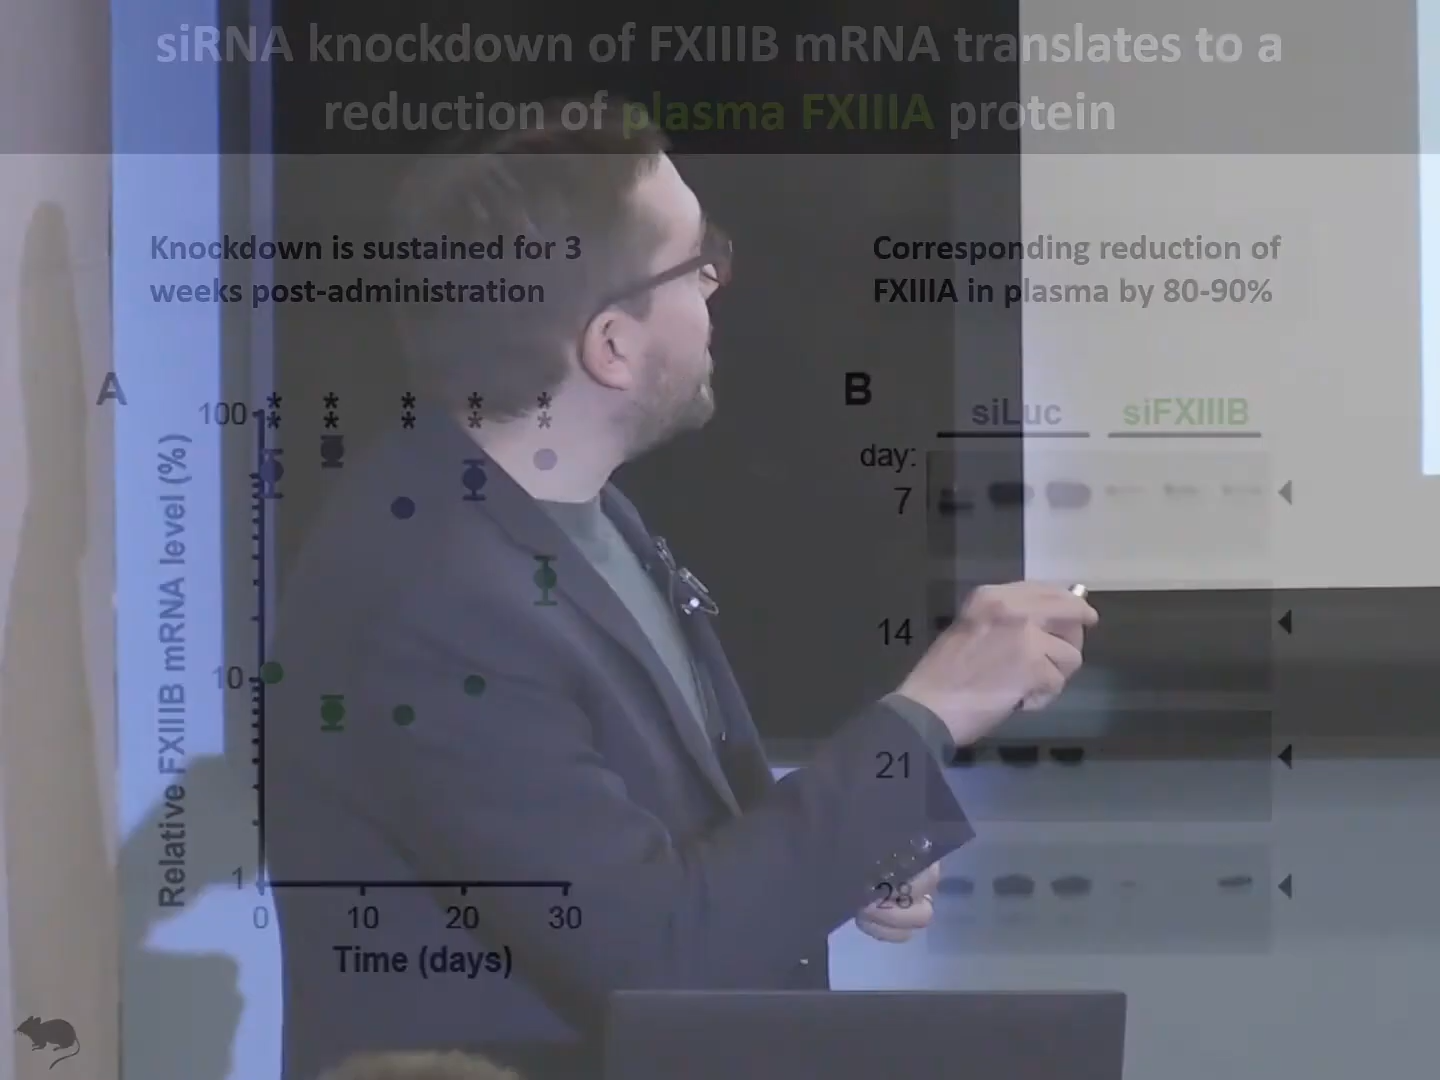 siRNA knockdown of FXIIIB mRNA translates to a
reduction of plasma FXIIIA protein
Knockdown is sustained for 3
weeks post-administration
Corresponding reduction of
FXIIIA in plasma by 80-90%
A
B
* * * * *
* * * * *
100
10
1
Relative FXIIIB mRNA level (%)
0 10 20 30
Time (days)
siLuc siFXIIIB
day:
7
14
21
28